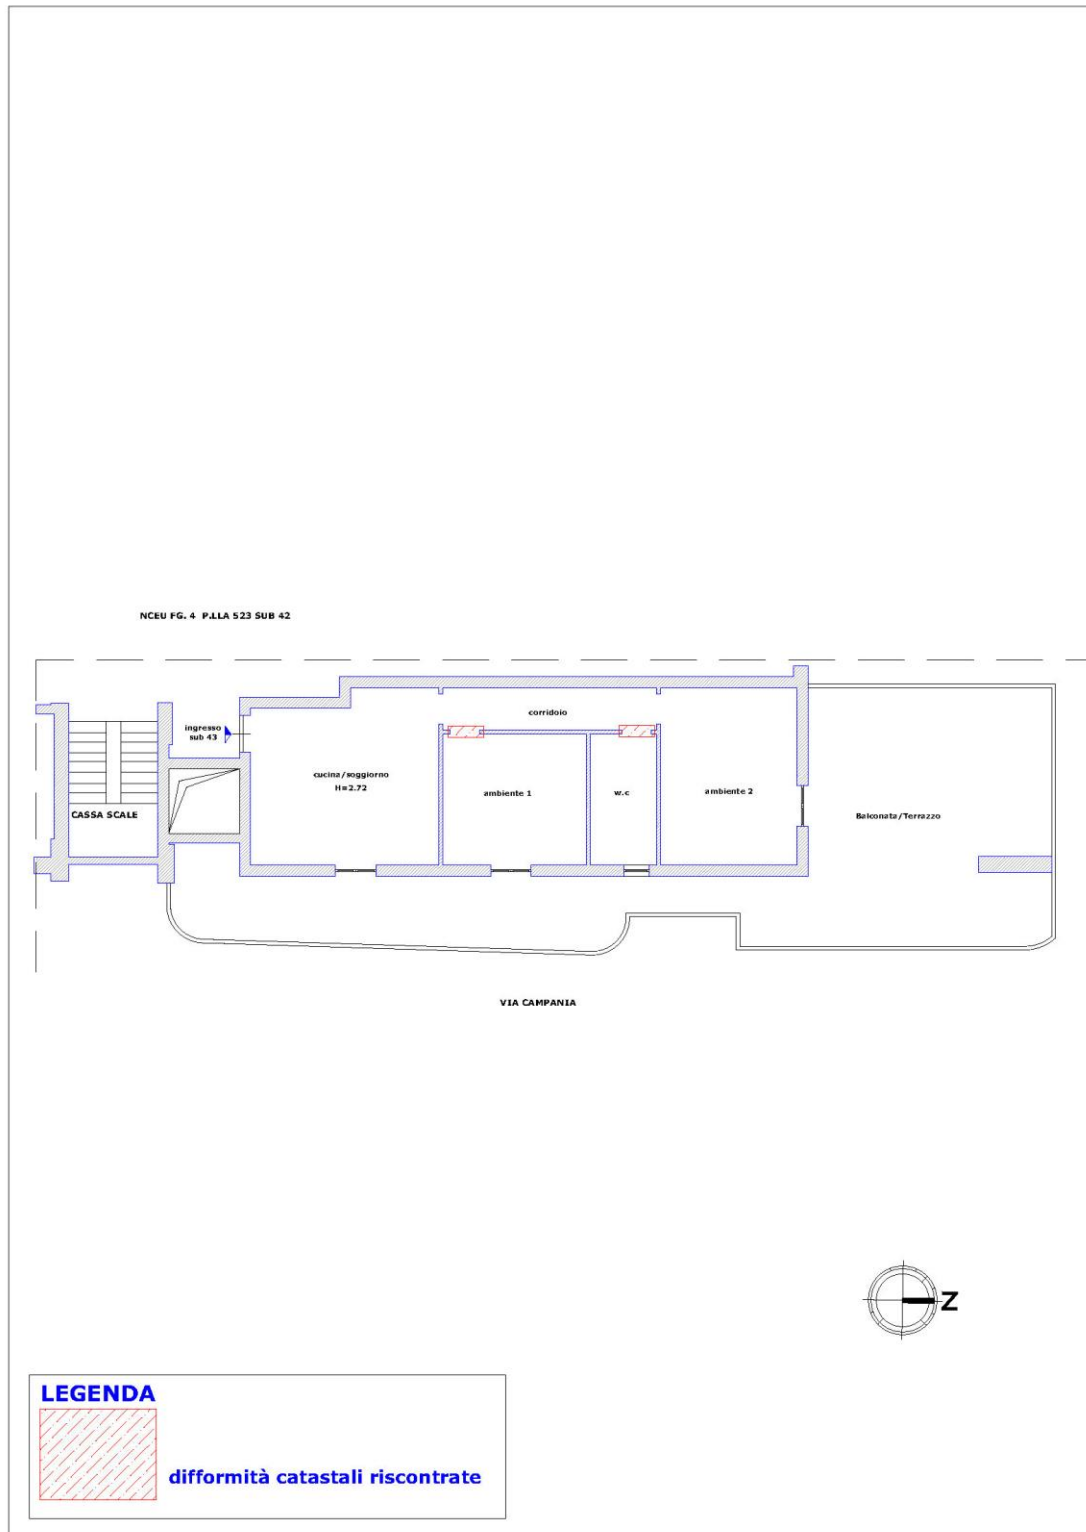 NCEU FG. 4 P.LLA 523 SUB 42
ingresso
sub 43
corridoio
cucina/soggiorno
H=2.72
ambiente 1
w.c
ambiente 2
CASSA SCALE
Balconata/Terrazzo
VIA CAMPANIA
N
LEGENDA
difformità catastali riscontrate